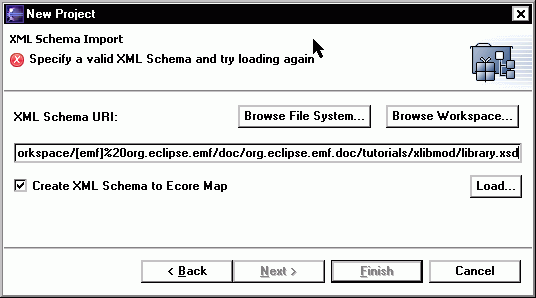 New Project
XML Schema Import
Specify a valid XML Schema and try loading again
XML Schema URI:
Browse File System...
Browse Workspace...
orkspace/[emf]%20org.eclipse.emf/doc/org.eclipse.emf.doc/tutorials/xlibmod/library.xsd
Create XML Schema to Ecore Map
Load...
< Back
Next >
Finish
Cancel